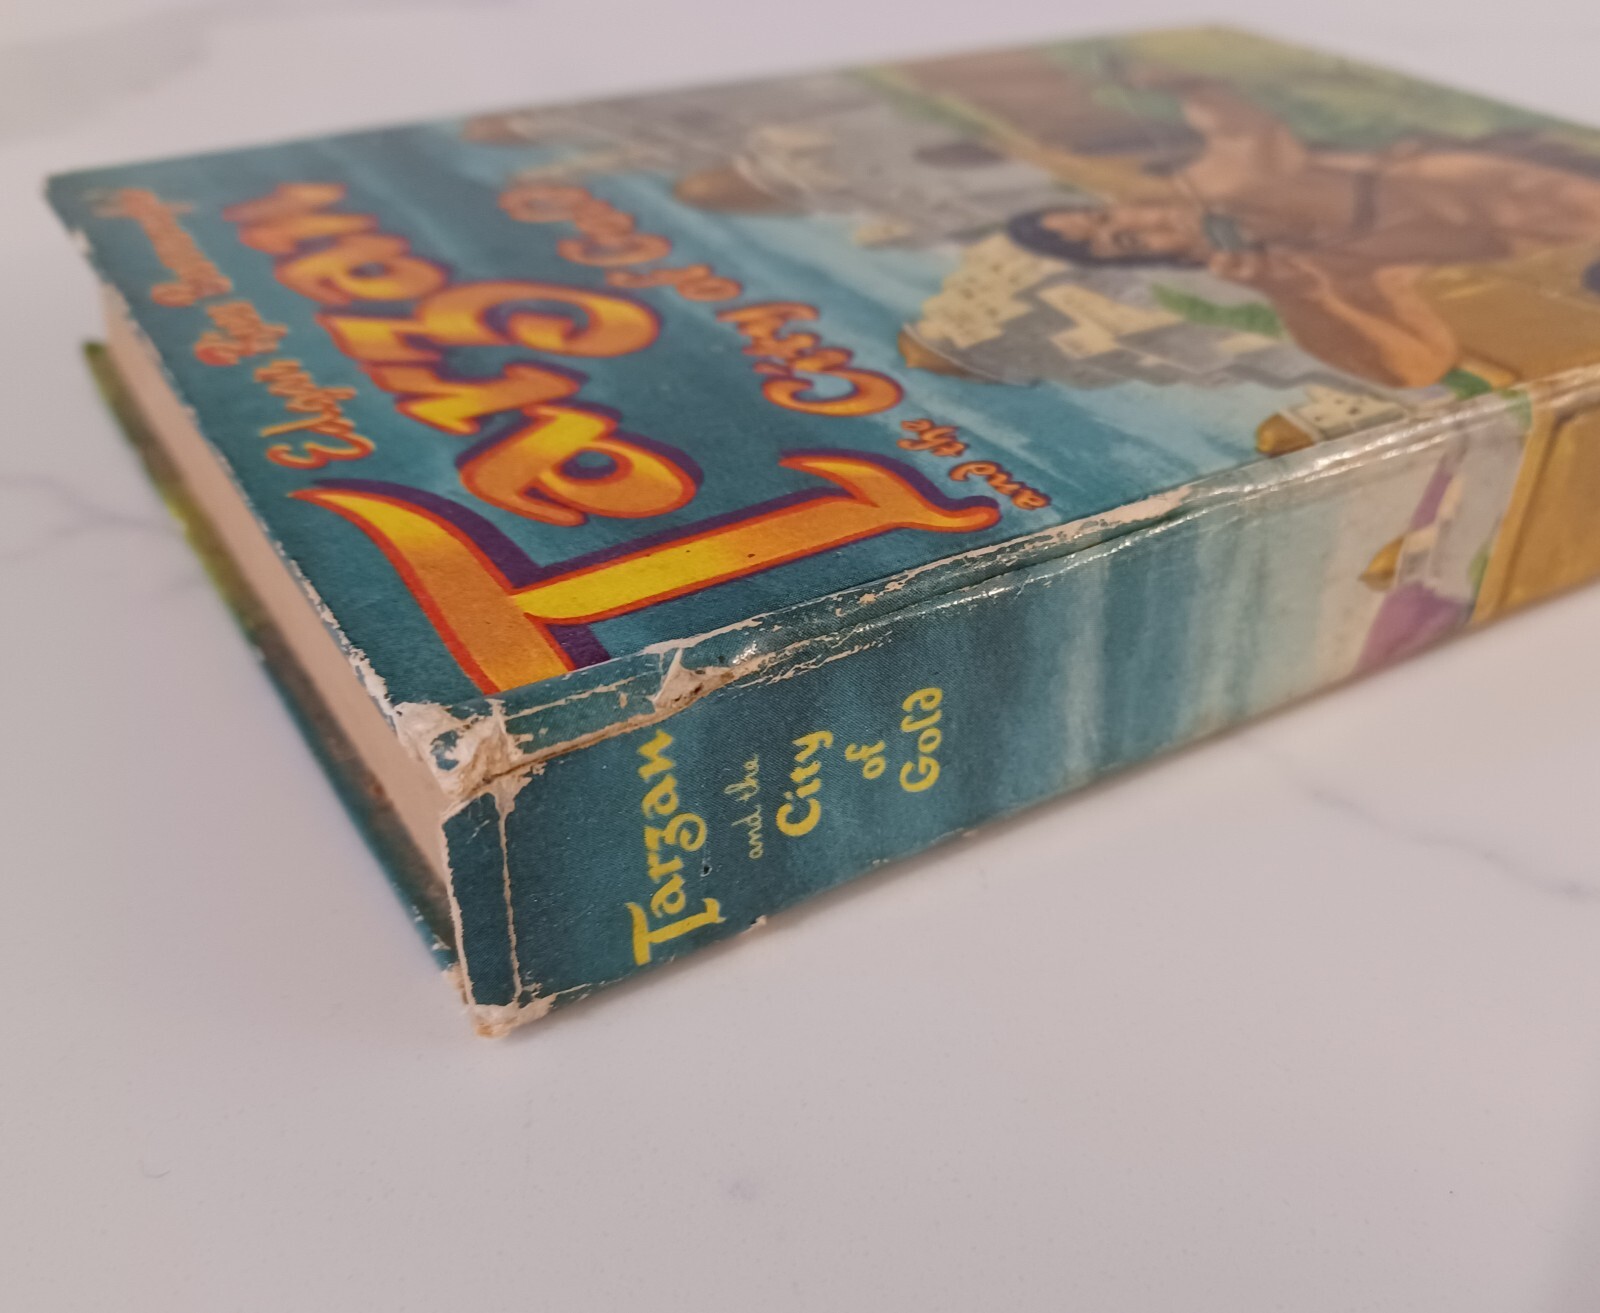 Edgar Rice Burroughs
Tarzan
and the City of Gold
Tarzan
and the
City
of
Gold